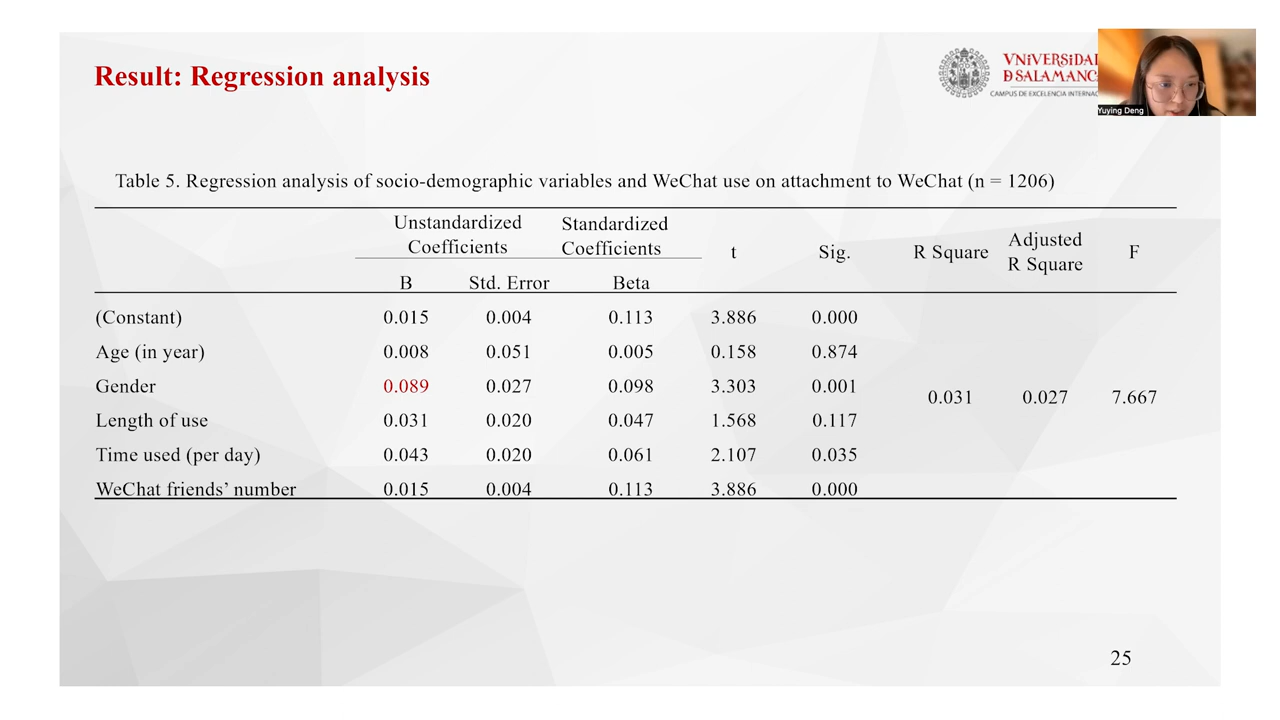 Result: Regression analysis
VNiVERSiDAD
D SALAMANC
CAMPUS DE EXCELENCIA INTERNAC
Yuying Deng
Table 5. Regression analysis of socio-demographic variables and WeChat use on attachment to WeChat (n = 1206)
Unstandardized Coefficients Standardized Coefficients t Sig. R Square Adjusted R Square F
B Std. Error Beta
(Constant) 0.015 0.004 0.113 3.886 0.000
Age (in year) 0.008 0.051 0.005 0.158 0.874
Gender 0.089 0.027 0.098 3.303 0.001
0.031 0.027 7.667
Length of use 0.031 0.020 0.047 1.568 0.117
Time used (per day) 0.043 0.020 0.061 2.107 0.035
WeChat friends’ number 0.015 0.004 0.113 3.886 0.000
25